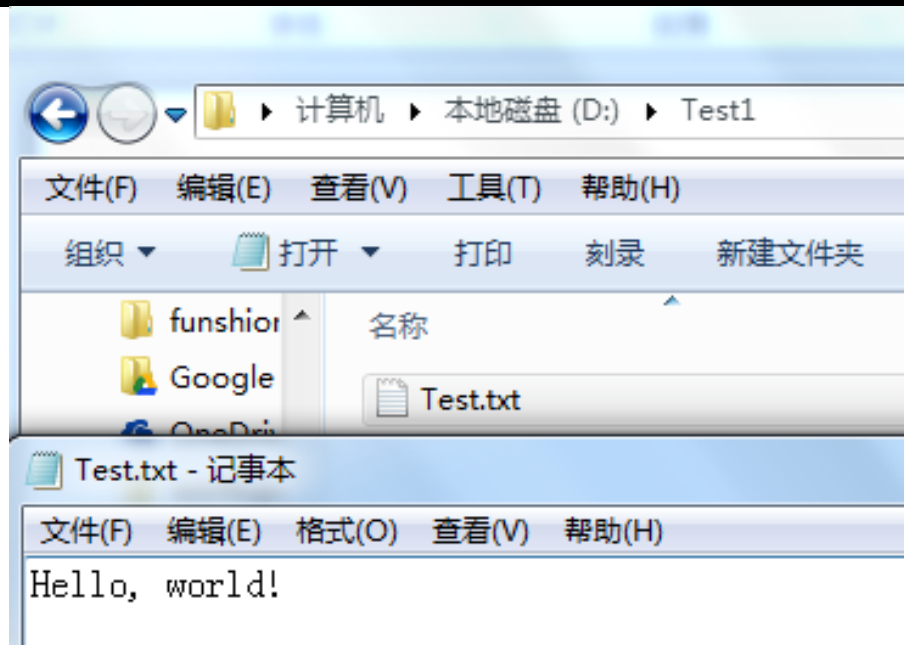 计算机 本地磁盘 (D:) Test1
文件(F) 编辑(E) 查看(V) 工具(T) 帮助(H)
组织 打开 打印 刻录 新建文件夹
名称
funshion
Google
Test.txt
Test.txt - 记事本
文件(F) 编辑(E) 格式(O) 查看(V) 帮助(H)
Hello, world!